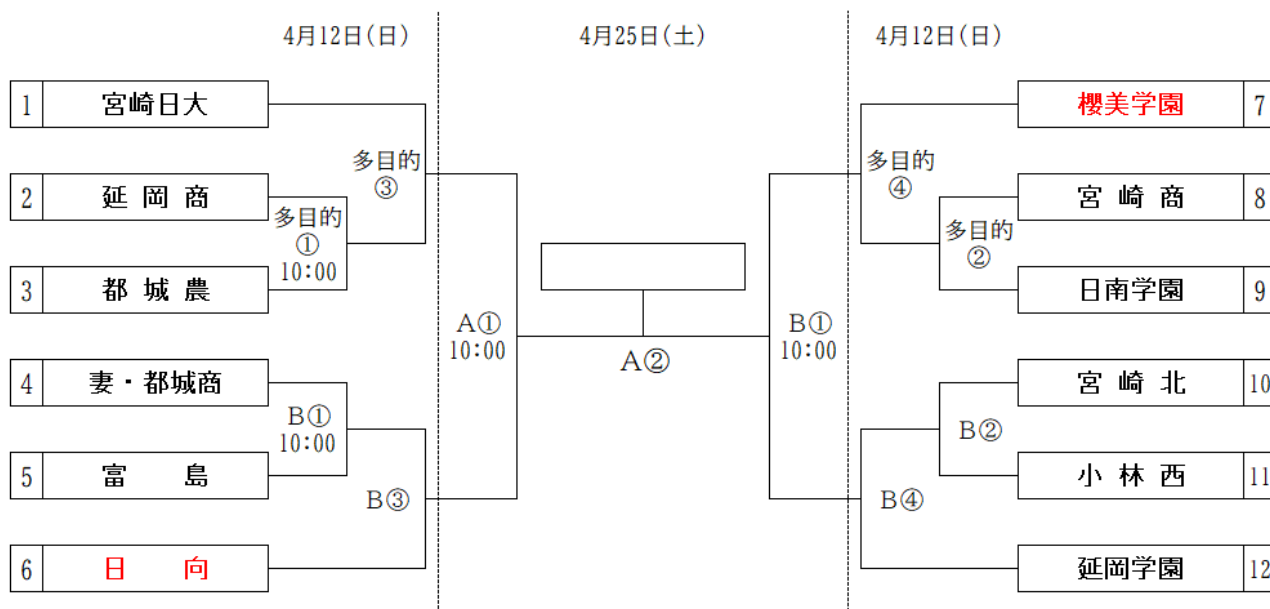 4月12日(日)
4月25日(土)
4月12日(日)
1 宮崎日大
2 延岡商
3 都城農
4 妻・都城商
5 富島
6 日向
多目的
③
多目的
①
10:00
B①
10:00
B③
A①
10:00
A②
B①
10:00
多目的
④
多目的
②
B②
B④
櫻美学園 7
宮崎商 8
日南学園 9
宮崎北 10
小林西 11
延岡学園 12